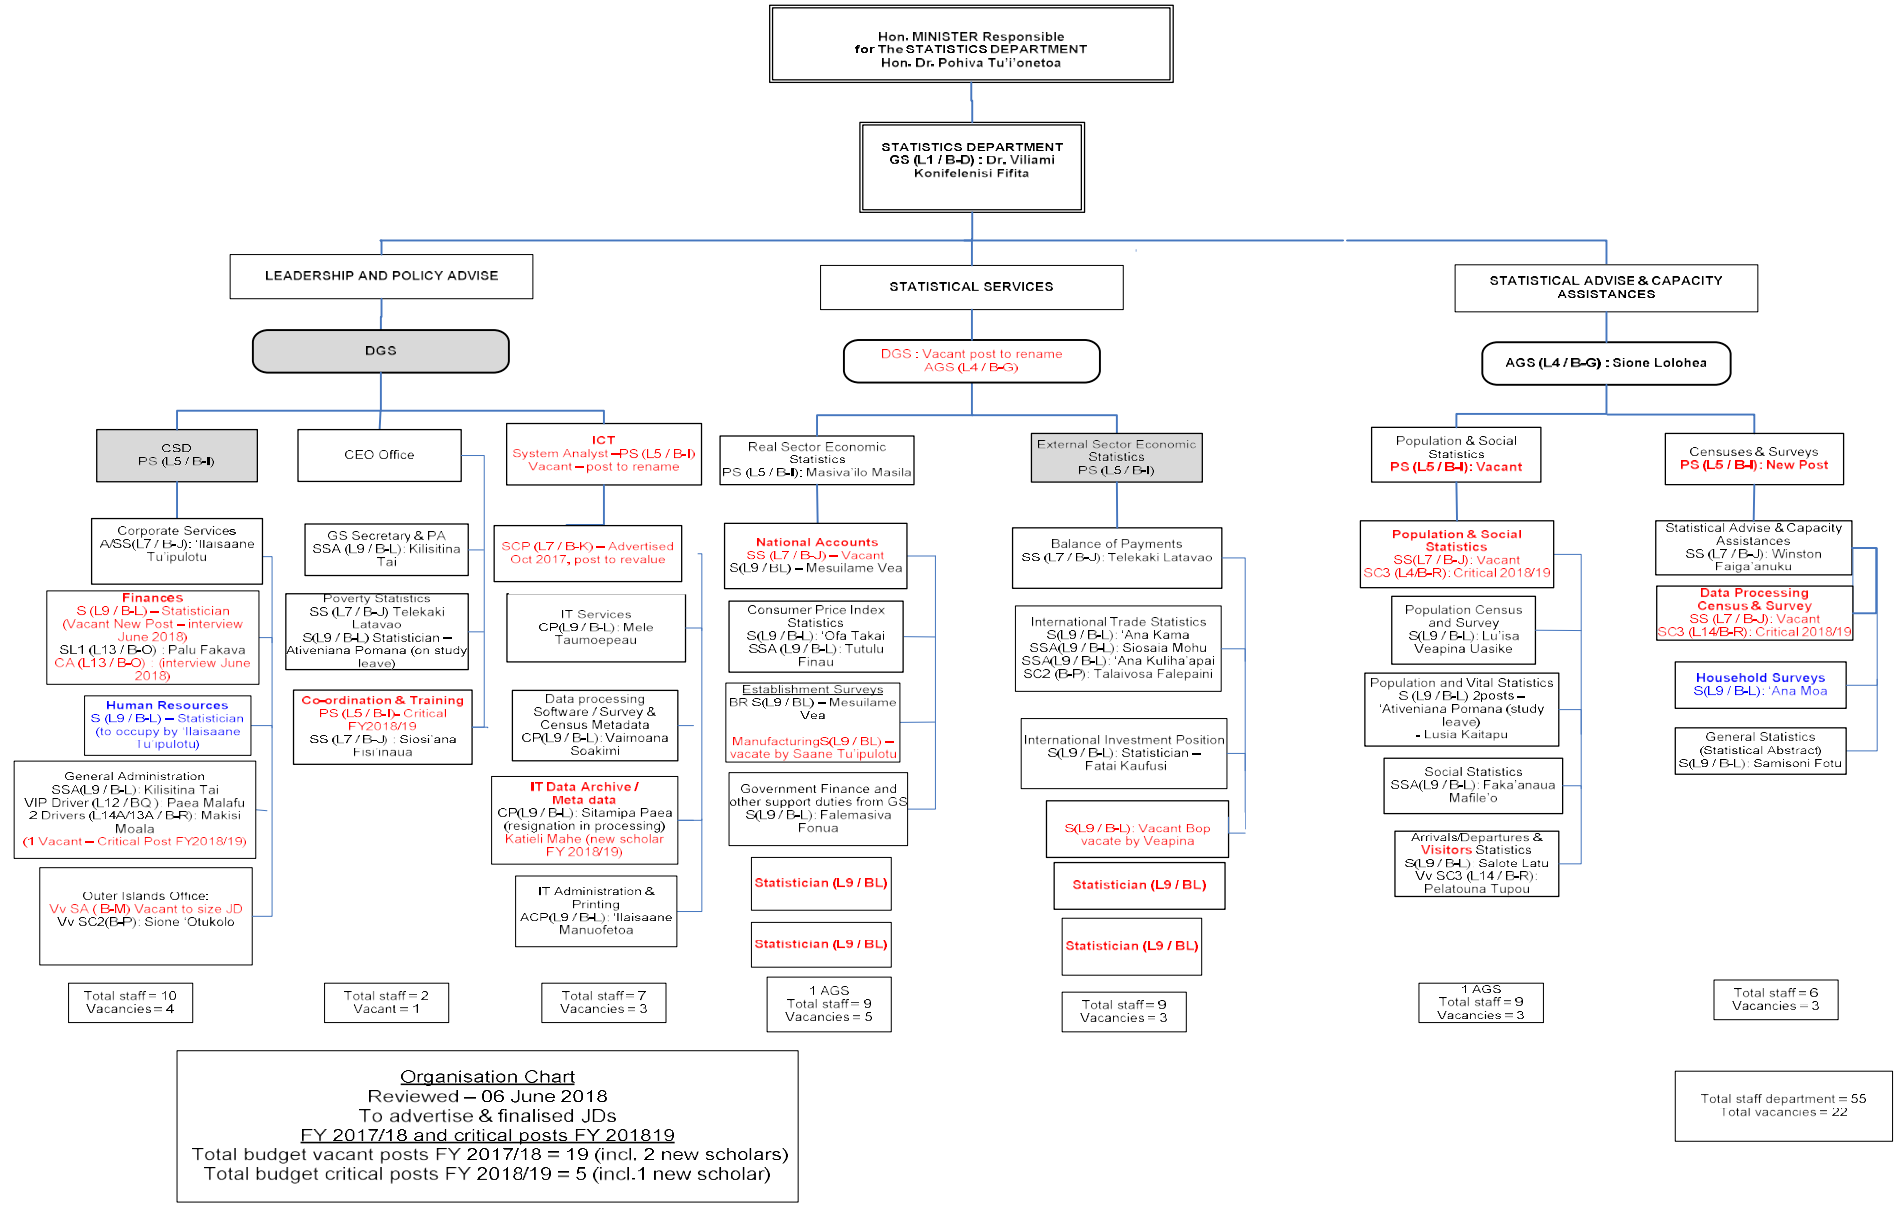 Hon. MINISTER Responsible
for The STATISTICS DEPARTMENT
Hon. Dr. Pohiva Tu'i'onetoa
STATISTICS DEPARTMENT
GS (L1 / B-D) : Dr. Viliami
Konifelenisi Fifita
LEADERSHIP AND POLICY ADVISE
STATISTICAL SERVICES
STATISTICAL ADVISE & CAPACITY
ASSISTANCES
DGS
DGS : Vacant post to rename
AGS (L4 / B-G)
AGS (L4 / B-G) : Sione Lolohea
CSD
PS (L5 / B-I)
Corporate Services
A/SS(L7 / B-J): 'Ilaisaane
Tu'ipulotu
Finances
S (L9 / B-L) – Statistician
(Vacant New Post – interview
June 2018)
SL1 (L13 / B-O) : Palu Fakava
CA (L13 / B-O) : (interview June
2018)
Human Resources
S (L9 / B-L) – Statistician
(to occupy by 'Ilaisaane
Tu'ipulotu)
General Administration
SSA(L9 / B-L): Kilisitina Tai
VIP Driver (L12 / BQ ): Paea Malafu
2 Drivers (L14A/13A / B-R): Makisi
Moala
(1 Vacant – Critical Post FY2018/19)
Outer Islands Office:
Vv SA ( B-M) Vacant to size JD
Vv SC2(B-P): Sione 'Otukolo
Total staff = 10
Vacancies = 4
CEO Office
GS Secretary & PA
SSA (L9 / B-L): Kilisitina
Tai
Poverty Statistics
SS (L7 / B-J) Telekaki
Latavao
S(L9 / B-L) Statistician –
Ativeniana Pomana (on study
leave)
Co-ordination & Training
PS (L5 / B-I)- Critical
FY2018/19
SS (L7 / B-J) : Siosi'ana
Fisi'inaua
Total staff = 2
Vacant = 1
ICT
System Analyst –PS (L5 / B-I)
Vacant – post to rename
SCP (L7 / B-K) – Advertised
Oct 2017, post to revalue
IT Services
CP(L9 / B-L): Mele
Taumoepeau
Data processing
Software / Survey &
Census Metadata
CP(L9 / B-L): Vaimoana
Soakimi
IT Data Archive /
Meta data
CP(L9 / B-L): Sitamipa Paea
(resignation in processing)
Katieli Mahe (new scholar
FY 2018/19)
IT Administration &
Printing
ACP(L9 / B-L): 'Ilaisaane
Manuofetoa
Total staff = 7
Vacancies = 3
Real Sector Economic
Statistics
PS (L5 / B-I): Masiva'ilo Masila
National Accounts
SS (L7 / B-J) – Vacant
S(L9 / BL) – Mesuilame Vea
Consumer Price Index
Statistics
S(L9 / B-L): 'Ofa Takai
SSA (L9 / B-L): Tutulu
Finau
Establishment Surveys
BR S(L9 / BL) – Mesuilame
Vea
ManufacturingS(L9 / BL) –
vacate by Saane Tu'ipulotu
Government Finance and
other support duties from GS
S(L9 / B-L): Falemasiva
Fonua
Statistician (L9 / BL)
Statistician (L9 / BL)
1 AGS
Total staff = 9
Vacancies = 5
External Sector Economic
Statistics
PS (L5 / B-I)
Balance of Payments
SS (L7 / B-J): Telekaki Latavao
International Trade Statistics
S(L9 / B-L): 'Ana Kama
SSA(L9 / B-L): Siosaia Mohu
SSA(L9 / B-L): 'Ana Kuliha'apai
SC2 (B-P): Talaivosa Falepaini
International Investment Position
S(L9 / B-L): Statistician –
Fatai Kaufusi
S(L9 / B-L): Vacant Bop
vacate by Veapina
Statistician (L9 / BL)
Statistician (L9 / BL)
Total staff = 9
Vacancies = 3
Population & Social
Statistics
PS (L5 / B-I): Vacant
Population & Social
Statistics
SS(L7 / B-J): Vacant
SC3 (L4/B-R): Critical 2018/19
Population Census
and Survey
S(L9 / B-L): Lu'isa
Veapina Uasike
Population and Vital Statistics
S (L9 / B-L) 2posts –
'Ativeniana Pomana (study
leave)
- Lusia Kaitapu
Social Statistics
SSA(L9 / B-L): Faka'anaua
Mafile'o
Arrivals/Departures &
Visitors Statistics
S(L9 / B-L) Salote Latu
Vv SC3 (L14 / B-R):
Pelatouna Tupou
1 AGS
Total staff = 9
Vacancies = 3
Censuses & Surveys
PS (L5 / B-I): New Post
Statistical Advise & Capacity
Assistances
SS (L7 / B-J): Winston
Faiga'anuku
Data Processing
Census & Survey
SS (L7 / B-J): Vacant
SC3 (L14/B-R): Critical 2018/19
Household Surveys
S(L9 / B-L): 'Ana Moa
General Statistics
(Statistical Abstract)
S(L9 / B-L): Samisoni Fotu
Total staff = 6
Vacancies = 3
Organisation Chart
Reviewed – 06 June 2018
To advertise & finalised JDs
FY 2017/18 and critical posts FY 201819
Total budget vacant posts FY 2017/18 = 19 (incl. 2 new scholars)
Total budget critical posts FY 2018/19 = 5 (incl.1 new scholar)
Total staff department = 55
Total vacancies = 22